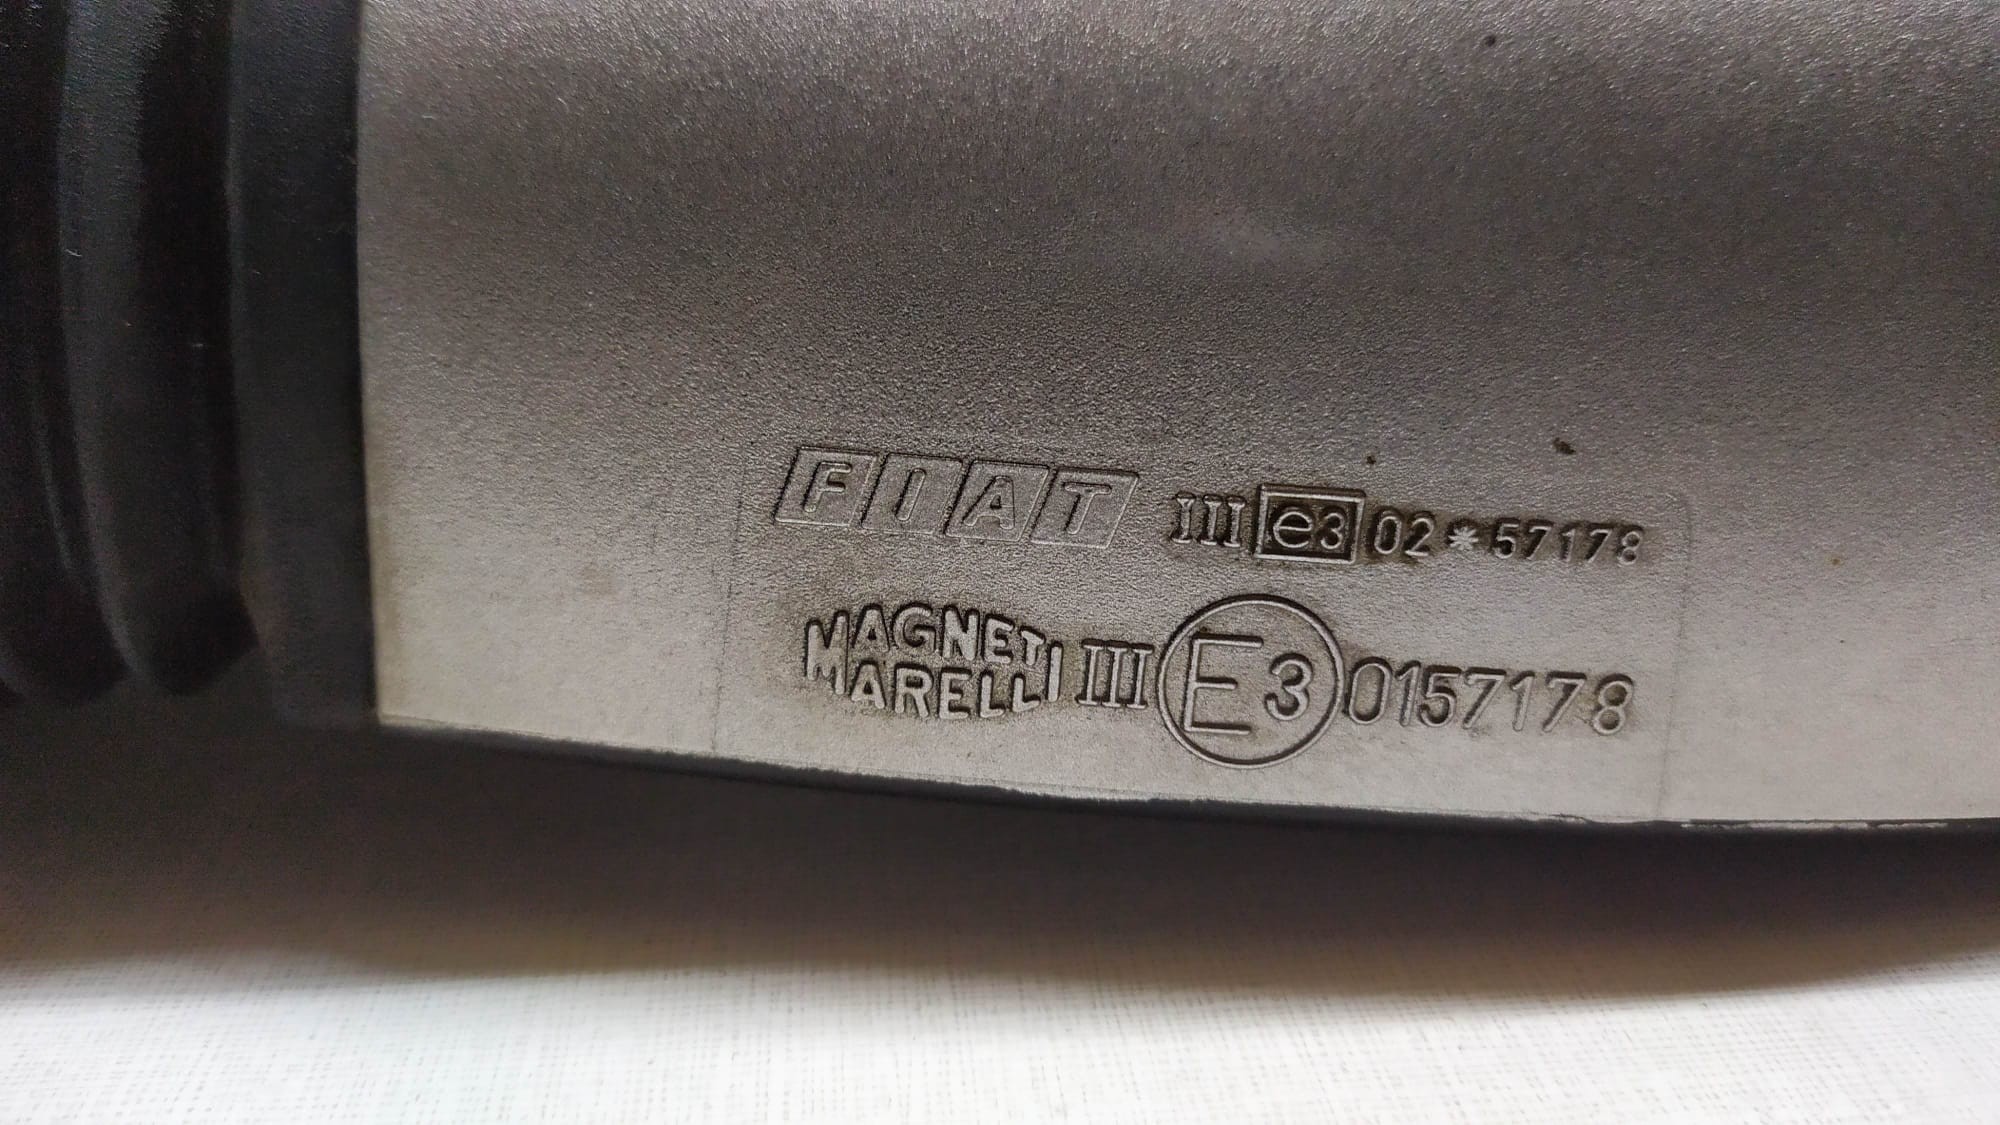 FIAT III e3 02*57178
MAGNETI
MARELLI III E3 0157178